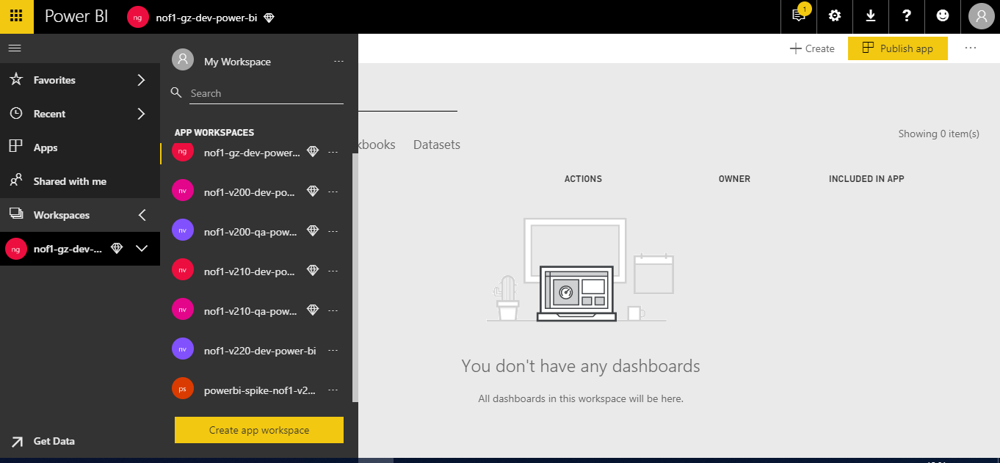 Power BI
ng
nof1-gz-dev-power-bi
1
?
Favorites
Recent
Apps
Shared with me
Workspaces
ng
nof1-gz-dev-...
Get Data
My Workspace
...
Search
APP WORKSPACES
ng
nof1-gz-dev-power...
...
nv
nof1-v200-dev-po...
...
nv
nof1-v200-qa-pow...
...
nv
nof1-v210-dev-po...
...
nv
nof1-v210-qa-pow...
...
nv
nof1-v220-dev-power-bi
...
ps
powerbi-spike-nof1-v2...
...
Create app workspace
Create
Publish app
...
kbooks
Datasets
Showing 0 item(s)
ACTIONS
OWNER
INCLUDED IN APP
You don't have any dashboards
All dashboards in this workspace will be here.